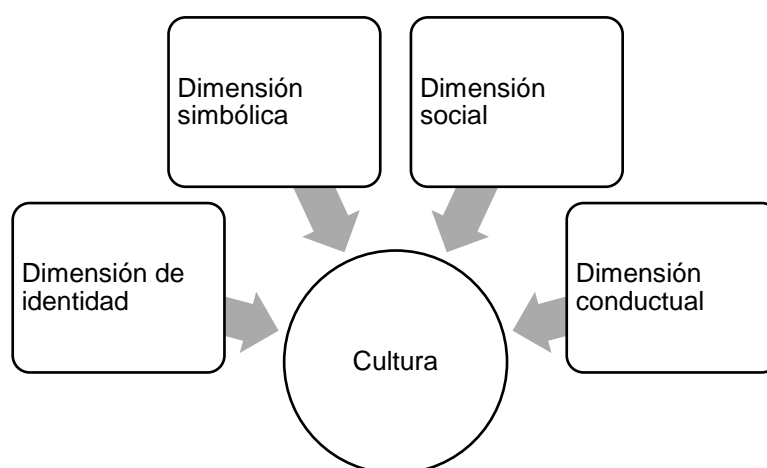 Dimensión
simbólica
Dimensión
social
Dimensión de
identidad
Dimensión
conductual
Cultura